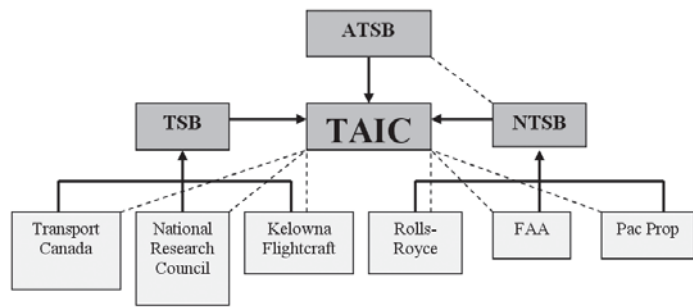 ATSB
TSB
TAIC
NTSB
Transport
Canada
National
Research
Council
Kelowna
Flightcraft
Rolls-
Royce
FAA
Pac Prop